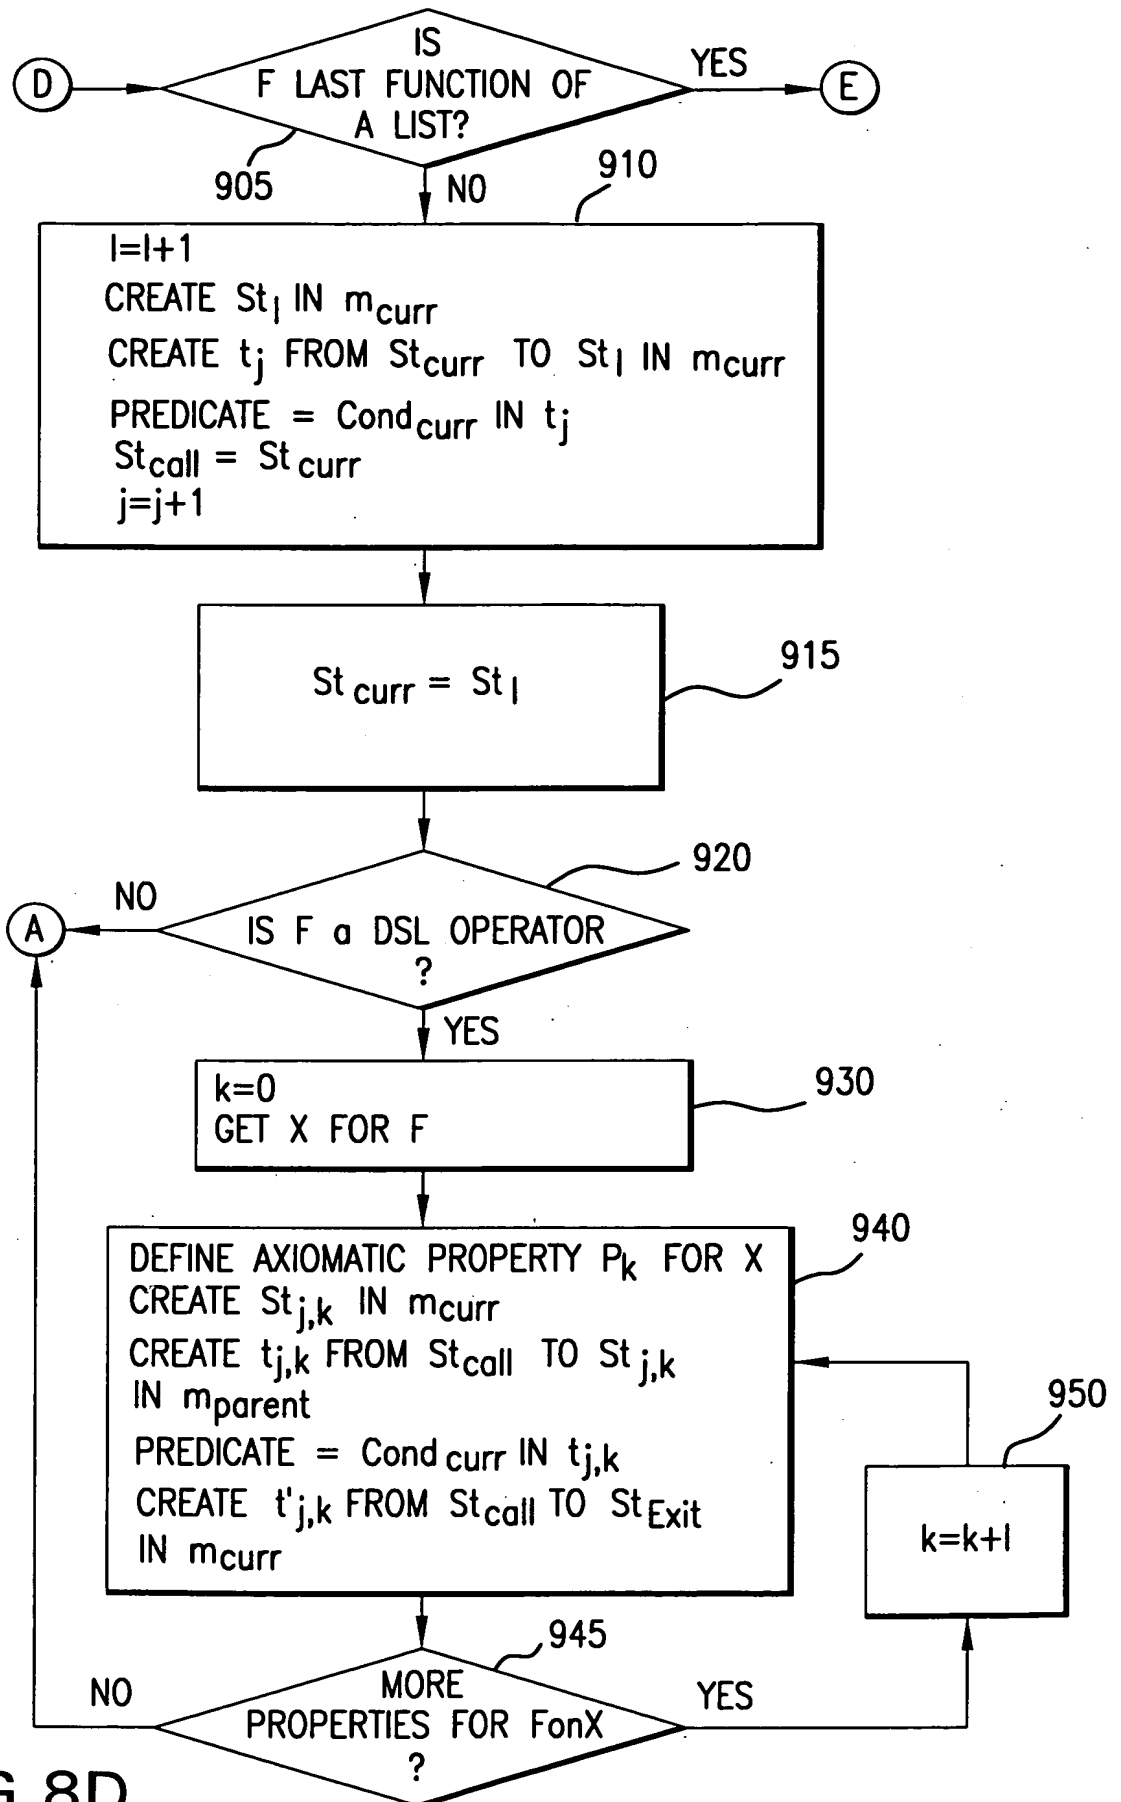 D
IS
F LAST FUNCTION OF
A LIST?
YES
E
905
NO
910
l=l+1
CREATE St_l IN m_curr
CREATE t_j FROM St_curr TO St_l IN m_curr
PREDICATE = Cond_curr IN t_j
St_call = St_curr
j=j+1
St_curr = St_l
915
920
NO
A
IS F a DSL OPERATOR
?
YES
k=0
GET X FOR F
930
940
DEFINE AXIOMATIC PROPERTY P_k FOR X
CREATE St_j,k IN m_curr
CREATE t_j,k FROM St_call TO St_j,k
IN m_parent
PREDICATE = Cond_curr IN t_j,k
CREATE t'_j,k FROM St_call TO St_Exit
IN m_curr
950
k=k+l
945
NO
MORE
PROPERTIES FOR FonX
?
YES
8D